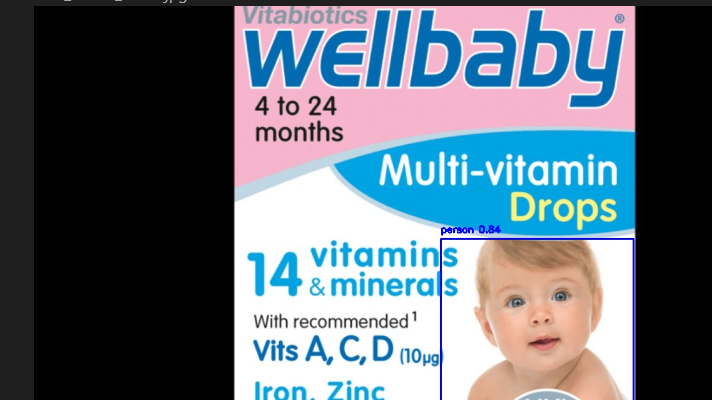 Vitabiotics
wellbaby®
4 to 24
months
Multi-vitamin
Drops
person 0.84
14 vitamins
& minerals
With recommended¹
Vits A, C, D (10µg)
Iron, Zinc